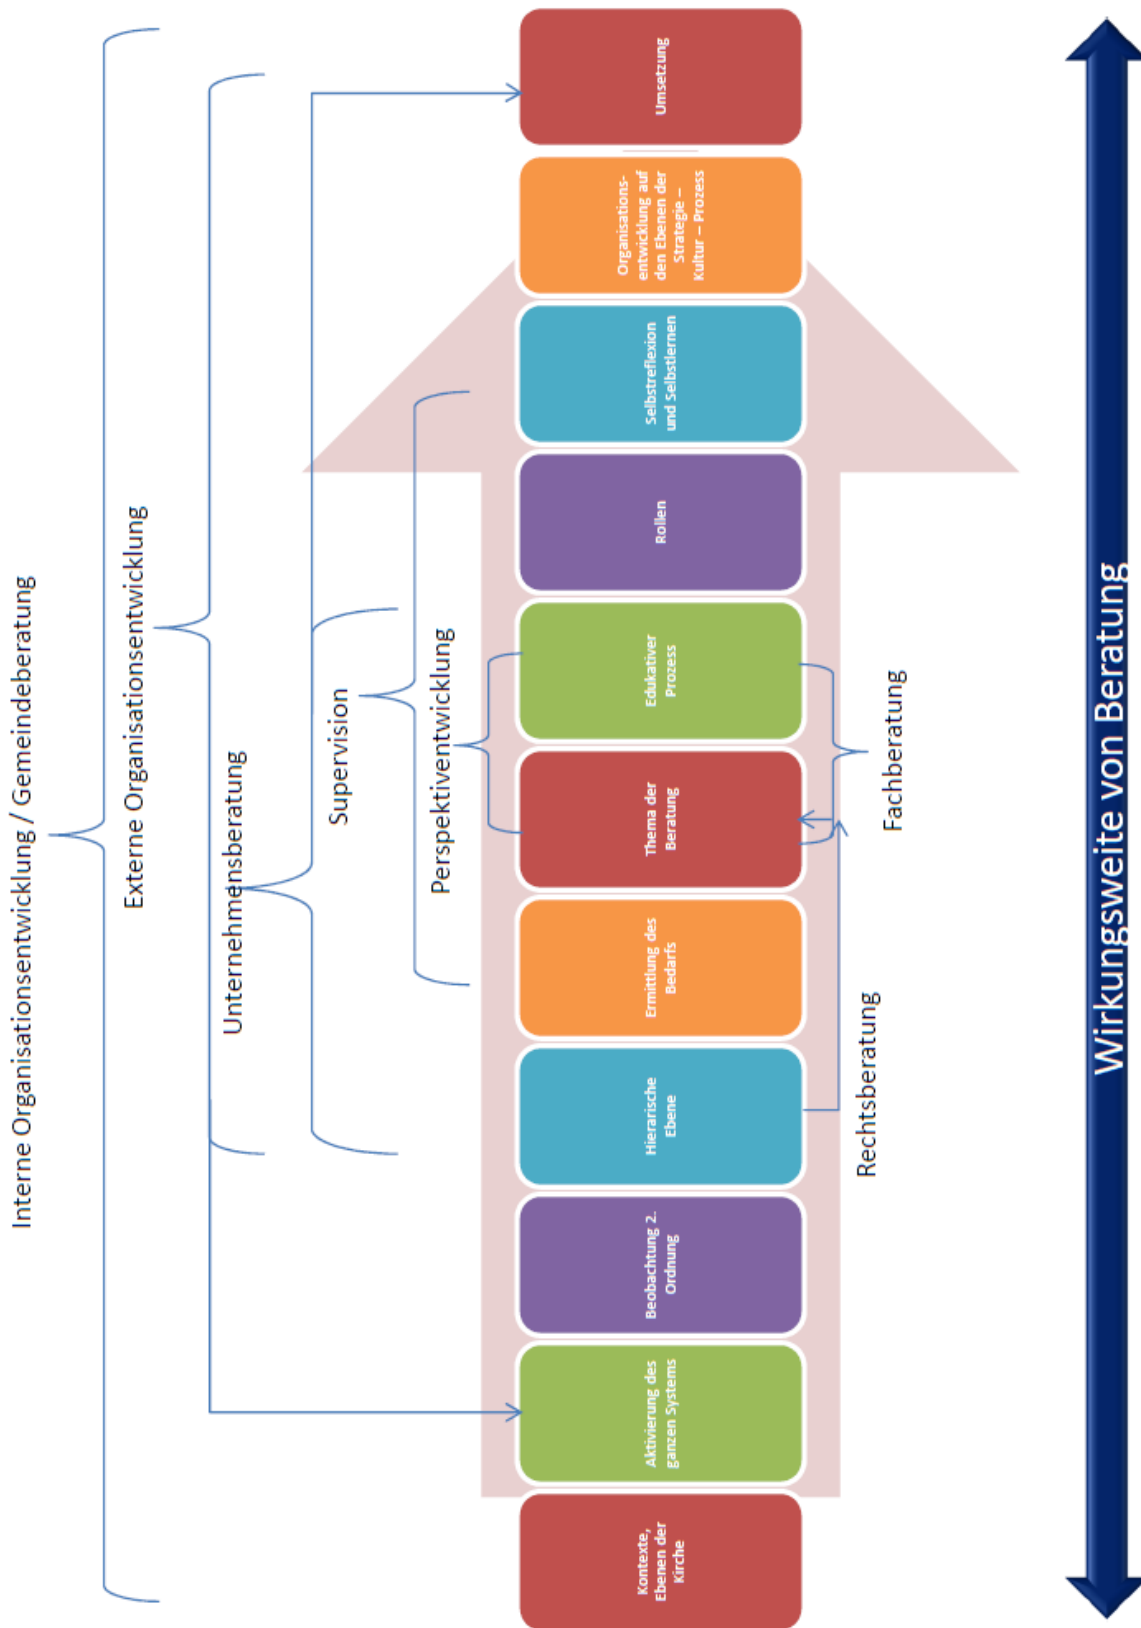 Interne Organisationsentwicklung / Gemeindeberatung
Externe Organisationsentwicklung
Unternehmensberatung
Supervision
Perspektiventwicklung
Kontexte,
Ebenen der
Kirche
Aktivierung des
ganzen Systems
Beobachtung 2.
Ordnung
Hierarische
Ebene
Ermittlung des
Bedarfs
Thema der
Beratung
Edukativer
Prozess
Rollen
Selbstreflexion
und Selbstlernen
Organisations-
entwicklung auf
den Ebenen der
Strategie –
Kultur – Prozess
Umsetzung
Rechtsberatung
Fachberatung
Wirkungsweite von Beratung